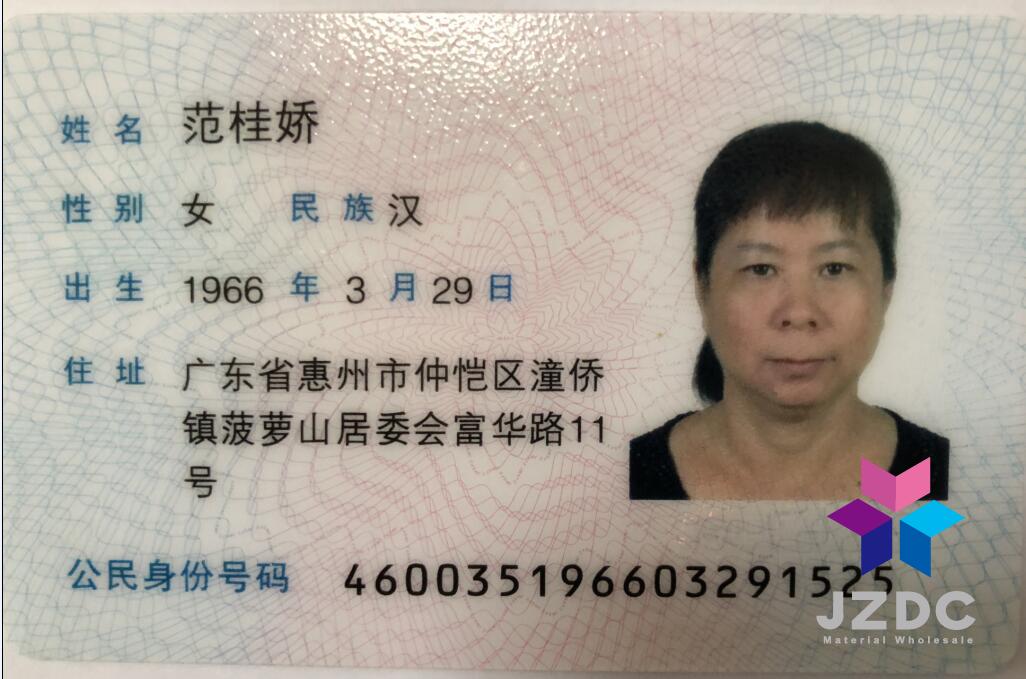 姓名 范桂娇
性别 女 民族 汉
出生 1966 年 3 月 29 日
住址 广东省惠州市仲恺区潼侨
镇菠萝山居委会富华路11
号
公民身份号码 460035196603291525
JZDC
Material Wholesale